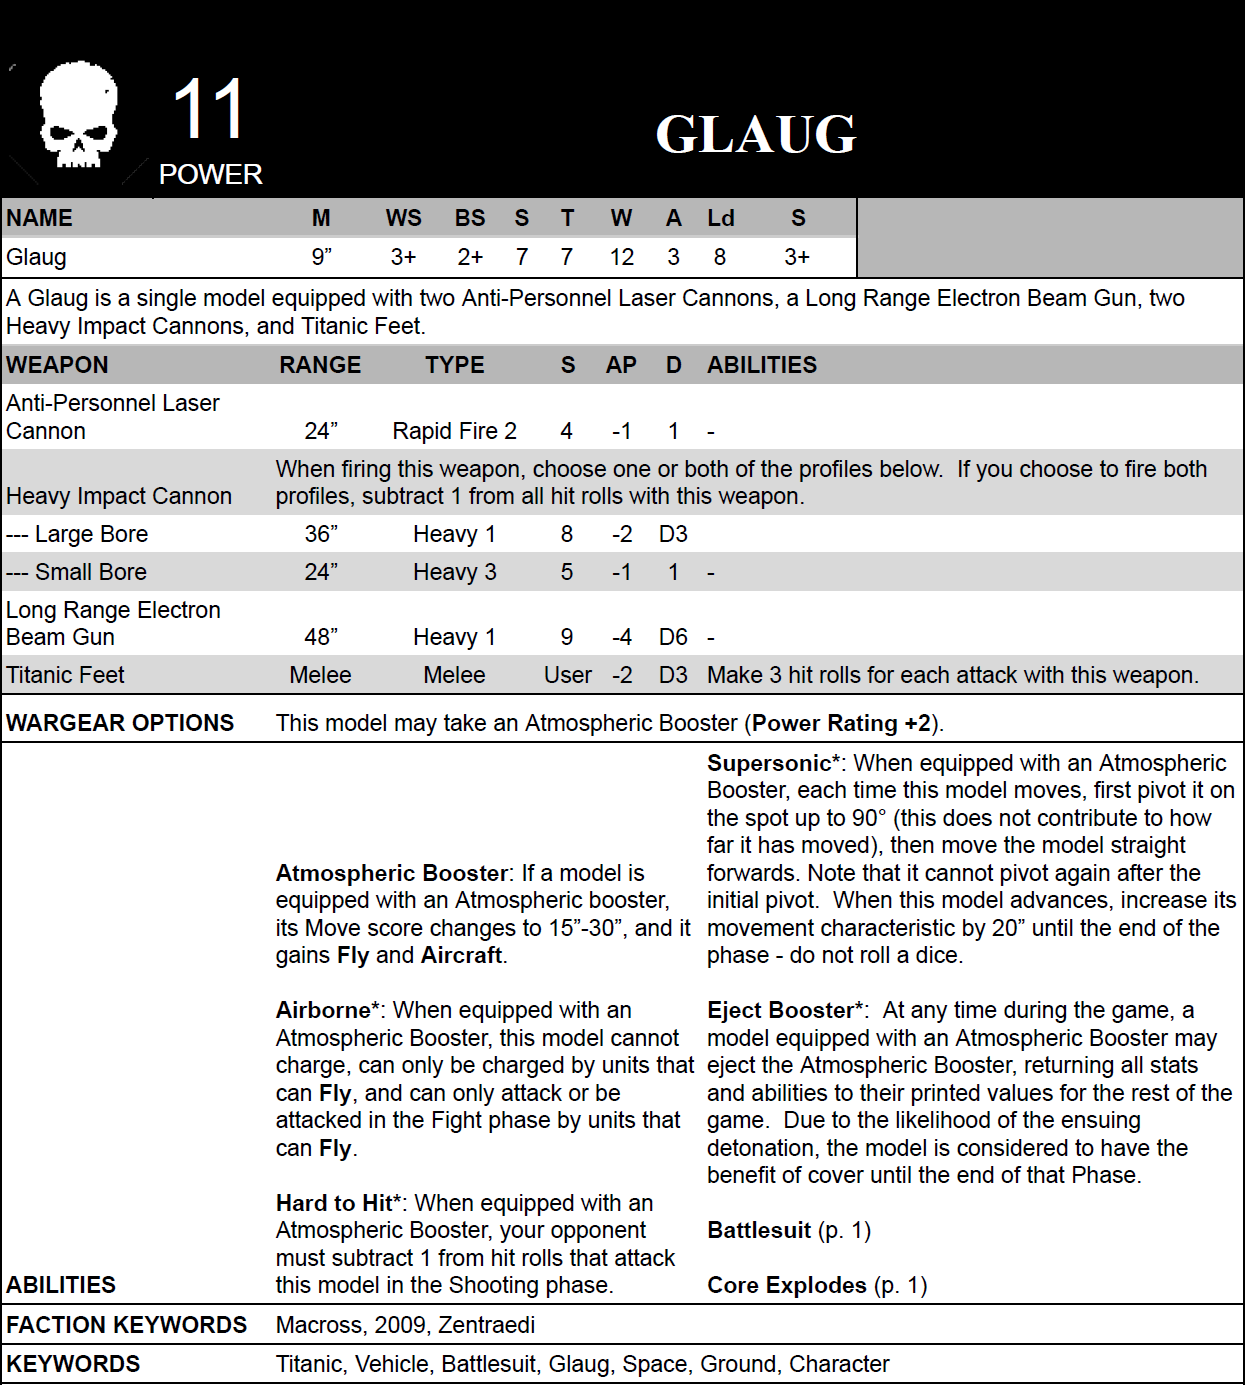 11
POWER
GLAUG
NAME M WS BS S T W A Ld S
Glaug 9” 3+ 2+ 7 7 12 3 8 3+
A Glaug is a single model equipped with two Anti-Personnel Laser Cannons, a Long Range Electron Beam Gun, two
Heavy Impact Cannons, and Titanic Feet.
WEAPON RANGE TYPE S AP D ABILITIES
Anti-Personnel Laser
Cannon 24” Rapid Fire 2 4 -1 1 -
When firing this weapon, choose one or both of the profiles below.  If you choose to fire both
Heavy Impact Cannon profiles, subtract 1 from all hit rolls with this weapon.
--- Large Bore 36” Heavy 1 8 -2 D3
--- Small Bore 24” Heavy 3 5 -1 1 -
Long Range Electron
Beam Gun 48” Heavy 1 9 -4 D6 -
Titanic Feet Melee Melee User -2 D3 Make 3 hit rolls for each attack with this weapon.
WARGEAR OPTIONS This model may take an Atmospheric Booster (Power Rating +2).
ABILITIES
Atmospheric Booster: If a model is
equipped with an Atmospheric booster,
its Move score changes to 15”-30”, and it
gains Fly and Aircraft.
Airborne*: When equipped with an
Atmospheric Booster, this model cannot
charge, can only be charged by units that
can Fly, and can only attack or be
attacked in the Fight phase by units that
can Fly.
Hard to Hit*: When equipped with an
Atmospheric Booster, your opponent
must subtract 1 from hit rolls that attack
this model in the Shooting phase.
Supersonic*: When equipped with an Atmospheric
Booster, each time this model moves, first pivot it on
the spot up to 90° (this does not contribute to how
far it has moved), then move the model straight
forwards. Note that it cannot pivot again after the
initial pivot.  When this model advances, increase its
movement characteristic by 20” until the end of the
phase - do not roll a dice.
Eject Booster*:  At any time during the game, a
model equipped with an Atmospheric Booster may
eject the Atmospheric Booster, returning all stats
and abilities to their printed values for the rest of the
game.  Due to the likelihood of the ensuing
detonation, the model is considered to have the
benefit of cover until the end of that Phase.
Battlesuit (p. 1)
Core Explodes (p. 1)
FACTION KEYWORDS Macross, 2009, Zentraedi
KEYWORDS Titanic, Vehicle, Battlesuit, Glaug, Space, Ground, Character